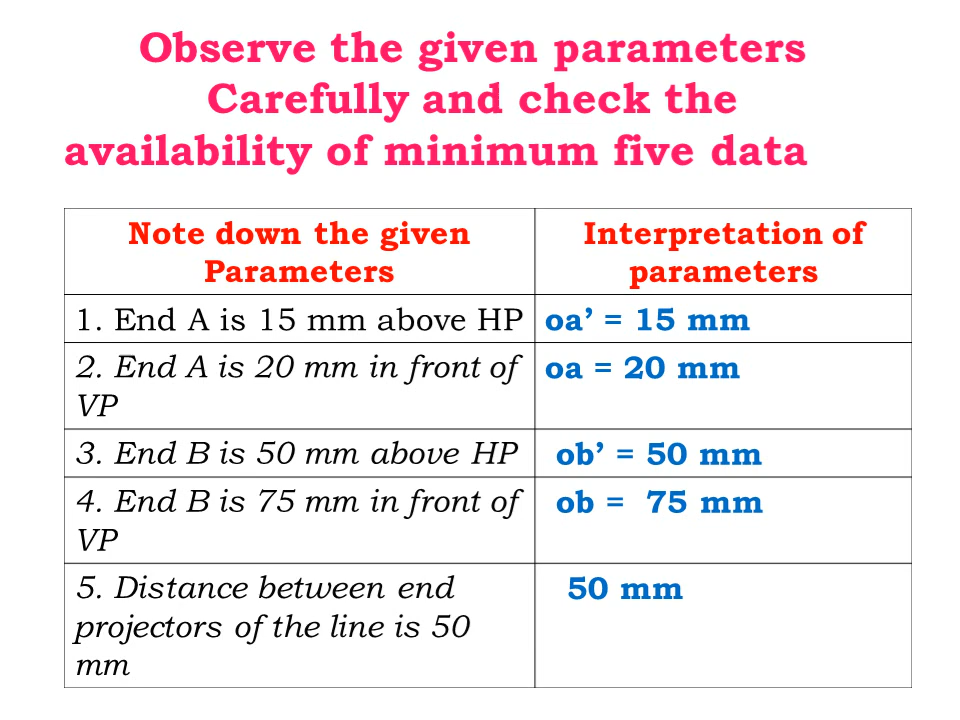 Observe the given parameters
Carefully and check the
availability of minimum five data
Note down the given
Parameters
Interpretation of
parameters
1. End A is 15 mm above HP
oa’ = 15 mm
2. End A is 20 mm in front of
VP
oa = 20 mm
3. End B is 50 mm above HP
ob’ = 50 mm
4. End B is 75 mm in front of
VP
ob = 75 mm
5. Distance between end
projectors of the line is 50
mm
50 mm